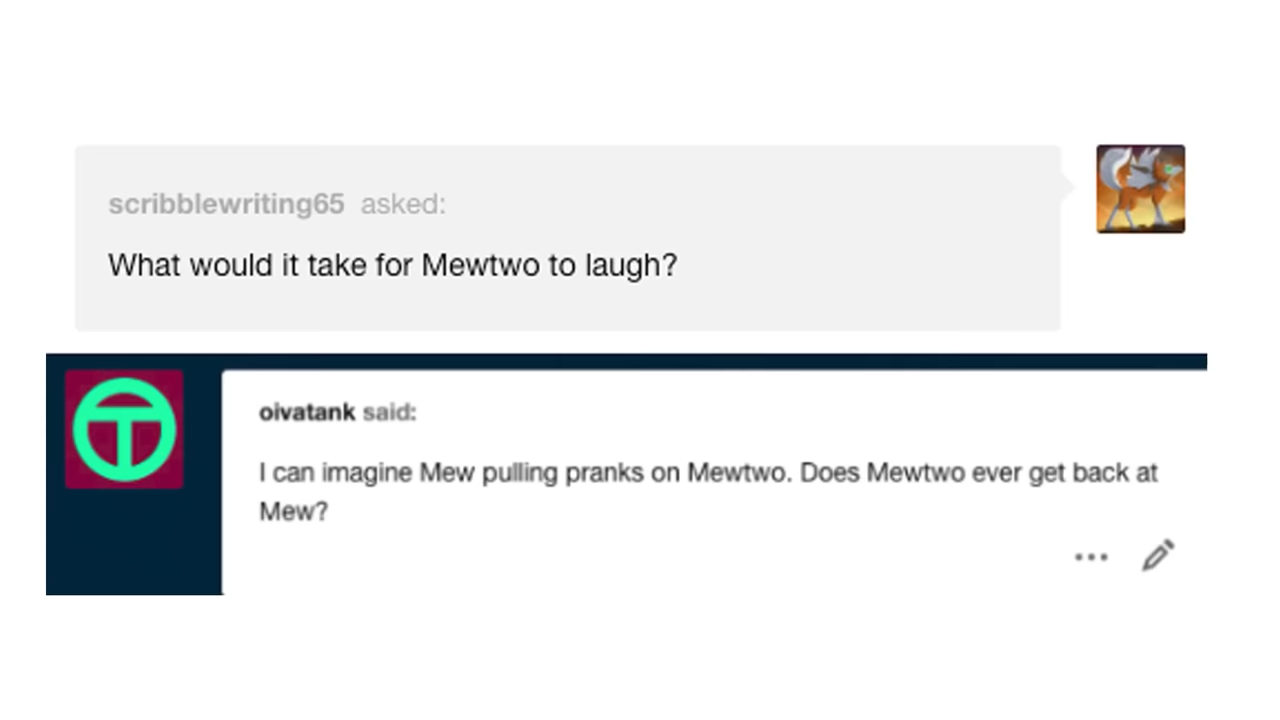 scribblewriting65 asked:
What would it take for Mewtwo to laugh?
oivatank said:
I can imagine Mew pulling pranks on Mewtwo. Does Mewtwo ever get back at
Mew?